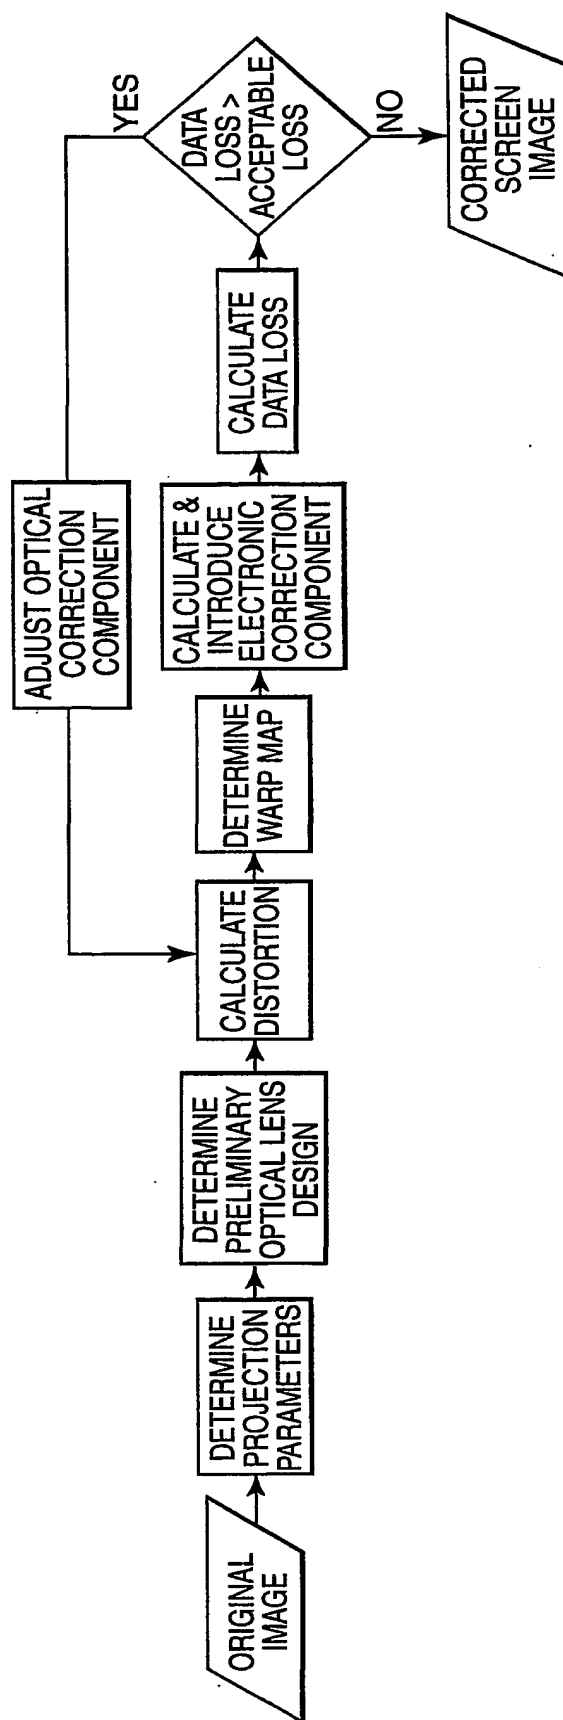 ORIGINAL
IMAGE
DETERMINE
PROJECTION
PARAMETERS
DETERMINE
PRELIMINARY
OPTICAL LENS
DESIGN
CALCULATE
DISTORTION
DETERMINE
WARP MAP
CALCULATE &
INTRODUCE
ELECTRONIC
CORRECTION
COMPONENT
CALCULATE
DATA LOSS
DATA
LOSS >
ACCEPTABLE
LOSS
YES
ADJUST OPTICAL
CORRECTION
COMPONENT
NO
CORRECTED
SCREEN
IMAGE